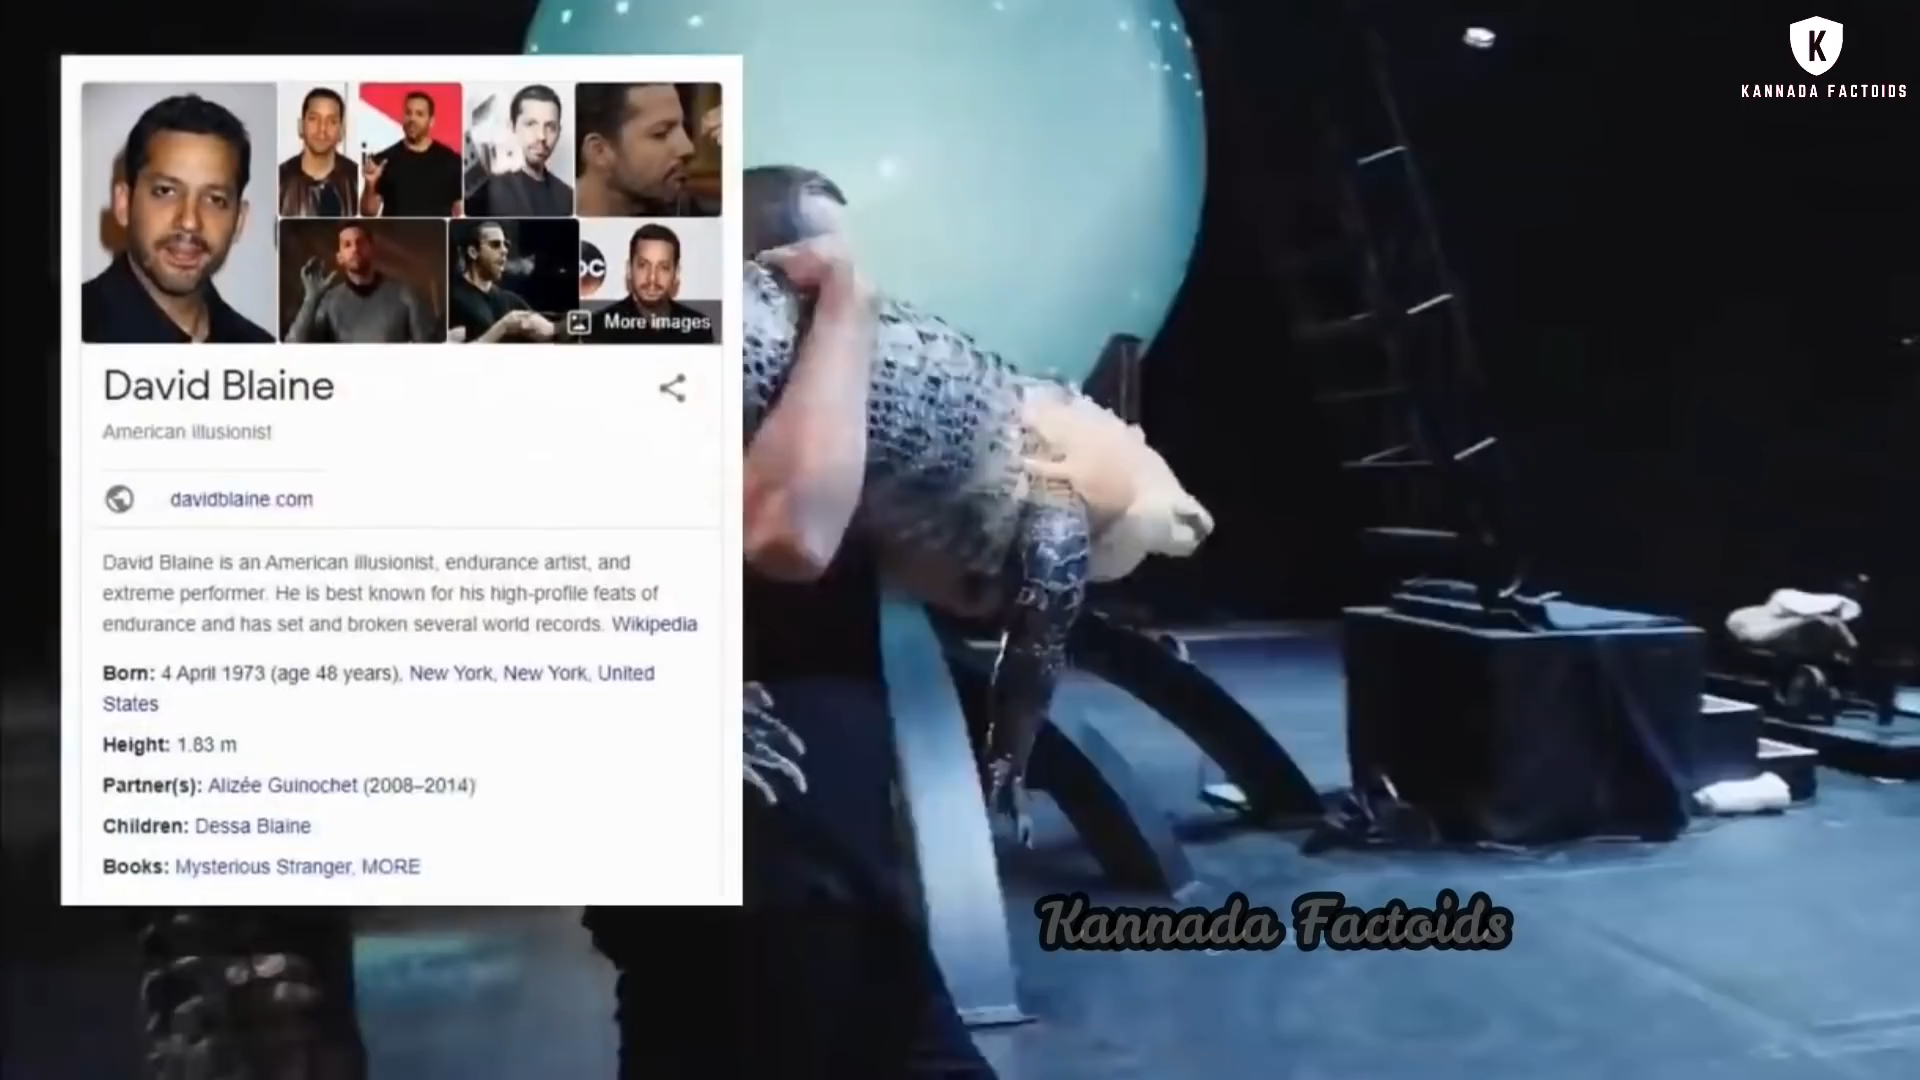 K
KANNADA FACTOIDS
More images
David Blaine
American illusionist
davidblaine.com
David Blaine is an American illusionist, endurance artist, and
extreme performer. He is best known for his high-profile feats of
endurance and has set and broken several world records. Wikipedia
Born: 4 April 1973 (age 48 years), New York, New York, United
States
Height: 1.83 m
Partner(s): Alizée Guinochet (2008–2014)
Children: Dessa Blaine
Books: Mysterious Stranger, MORE
Kannada Factoids